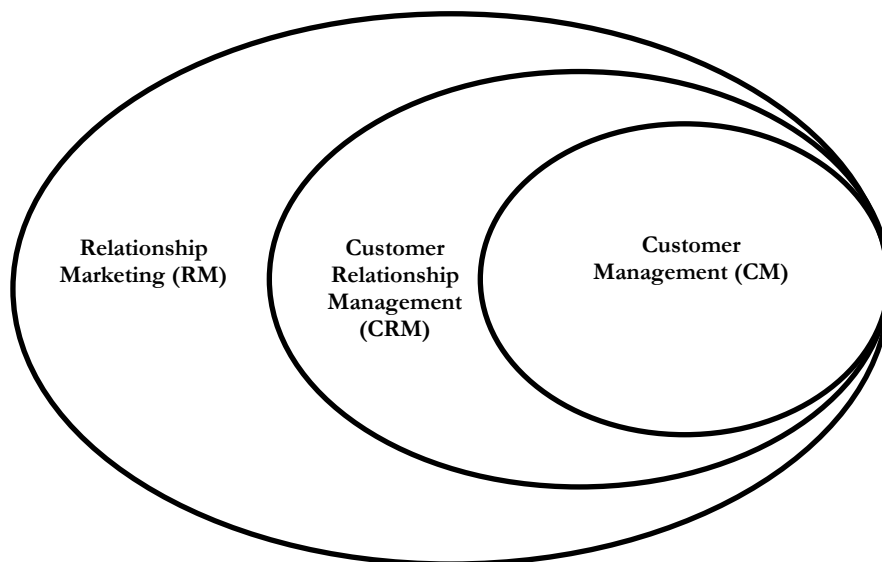 Relationship
Marketing (RM)
Customer
Relationship
Management
(CRM)
Customer
Management (CM)